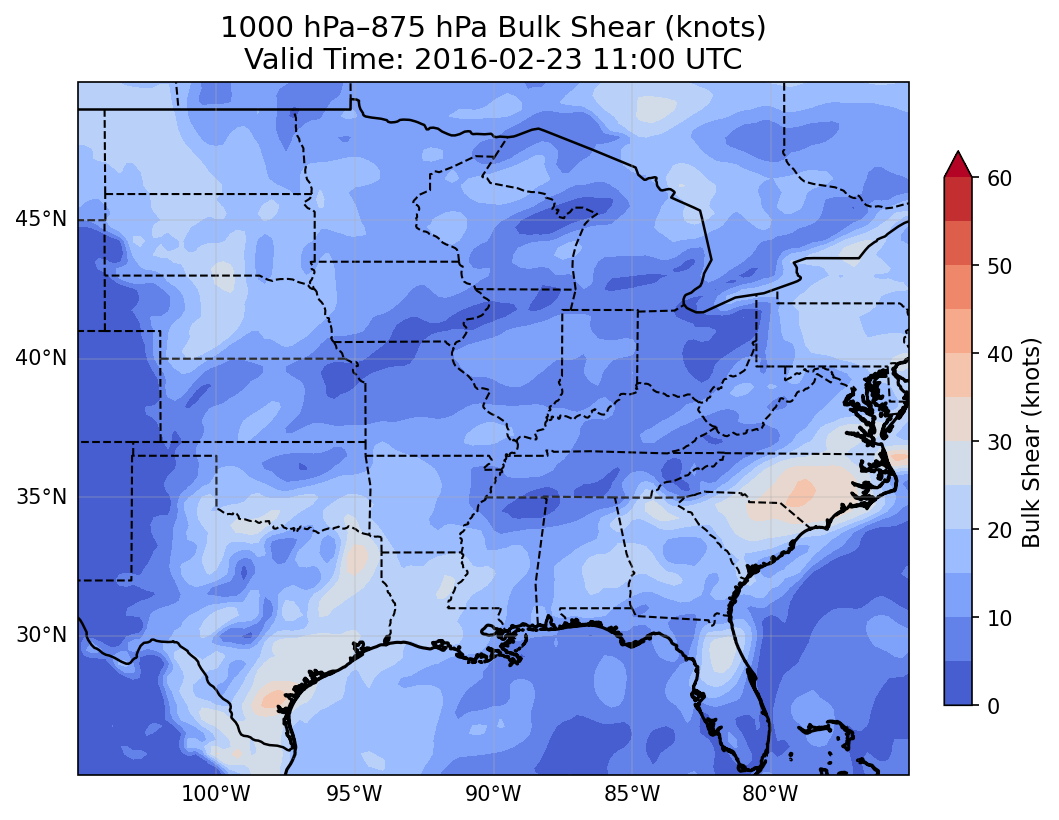 1000 hPa–875 hPa Bulk Shear (knots)
Valid Time: 2016-02-23 11:00 UTC
45°N
40°N
35°N
30°N
100°W
95°W
90°W
85°W
80°W
60
50
40
30
20
10
0
Bulk Shear (knots)